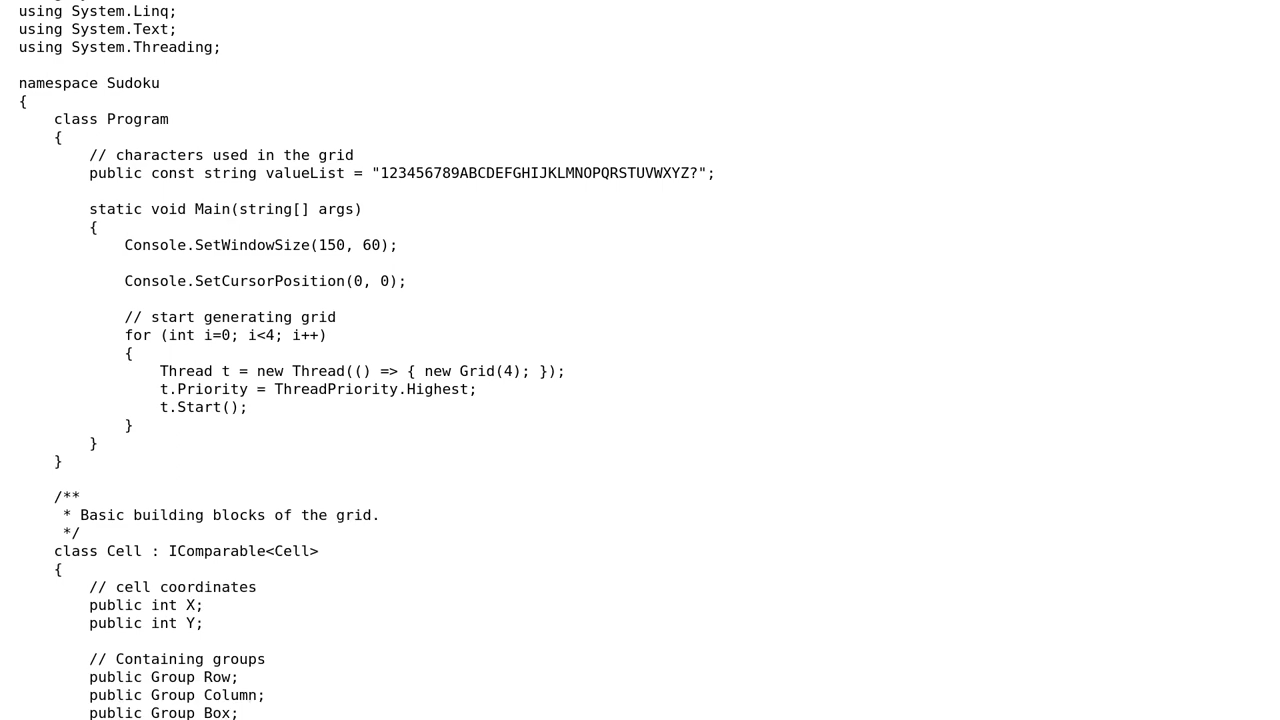 using System.Linq;
using System.Text;
using System.Threading;

namespace Sudoku
{
    class Program
    {
        // characters used in the grid
        public const string valueList = "123456789ABCDEFGHIJKLMNOPQRSTUVWXYZ?";

        static void Main(string[] args)
        {
            Console.SetWindowSize(150, 60);

            Console.SetCursorPosition(0, 0);

            // start generating grid
            for (int i=0; i<4; i++)
            {
                Thread t = new Thread(() => { new Grid(4); });
                t.Priority = ThreadPriority.Highest;
                t.Start();
            }
        }
    }

    /**
     * Basic building blocks of the grid.
     */
    class Cell : IComparable<Cell>
    {
        // cell coordinates
        public int X;
        public int Y;

        // Containing groups
        public Group Row;
        public Group Column;
        public Group Box;